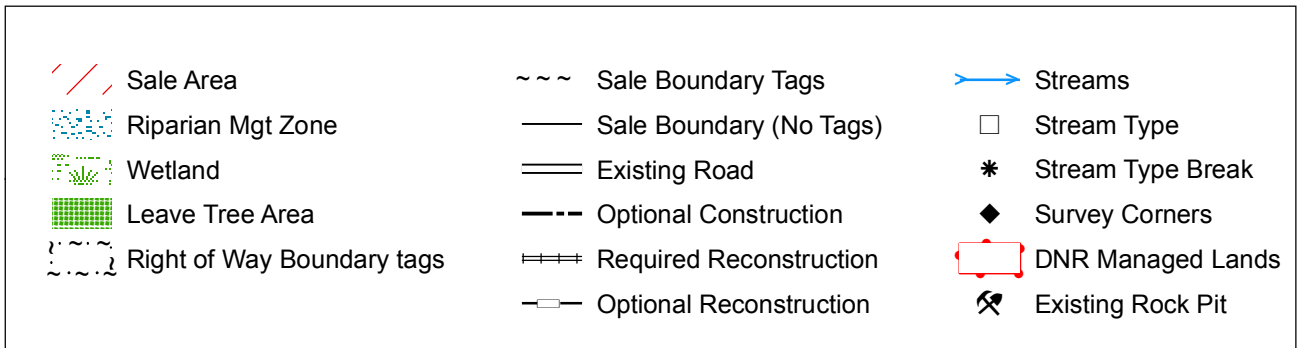 Sale Area
Riparian Mgt Zone
Wetland
Leave Tree Area
Right of Way Boundary tags
Sale Boundary Tags
Sale Boundary (No Tags)
Existing Road
Optional Construction
Required Reconstruction
Optional Reconstruction
Streams
Stream Type
Stream Type Break
Survey Corners
DNR Managed Lands
Existing Rock Pit